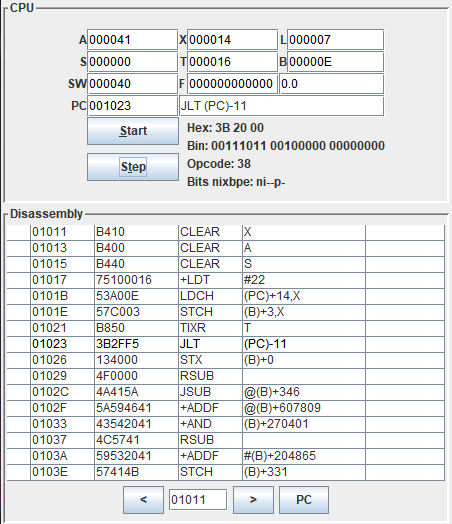 CPU
A 000041 X 000014 L 000007
S 000000 T 000016 B 00000E
SW 000040 F 000000000000 0.0
PC 001023 JLT (PC)-11
Start Hex: 3B 20 00
Bin: 00111011 00100000 00000000
Step Opcode: 38
Bits nixbpe: ni--p-
Disassembly
01011 B410 CLEAR X
01013 B400 CLEAR A
01015 B440 CLEAR S
01017 75100016 +LDT #22
0101B 53A00E LDCH (PC)+14,X
0101E 57C003 STCH (B)+3,X
01021 B850 TIXR T
01023 3B2FF5 JLT (PC)-11
01026 134000 STX (B)+0
01029 4F0000 RSUB
0102C 4A415A JSUB @(B)+346
0102F 5A594641 +ADDF @(B)+607809
01033 43542041 +AND (B)+270401
01037 4C5741 RSUB
0103A 59532041 +ADDF #(B)+204865
0103E 57414B STCH (B)+331
< 01011 > PC